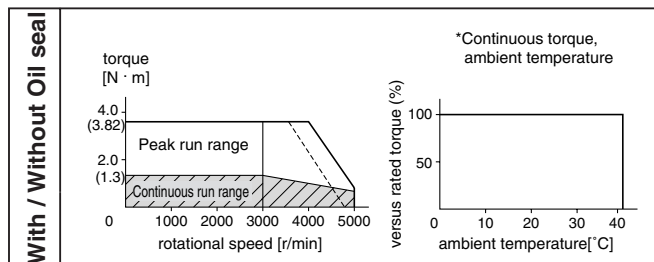 With / Without Oil seal
torque
[N · m]
4.0
(3.82)
2.0
(1.3)
Peak run range
Continuous run range
0 1000 2000 3000 4000 5000
rotational speed [r/min]
*Continuous torque,
ambient temperature
versus rated torque (%)
100
50
0 10 20 30 40
ambient temperature[˚C]